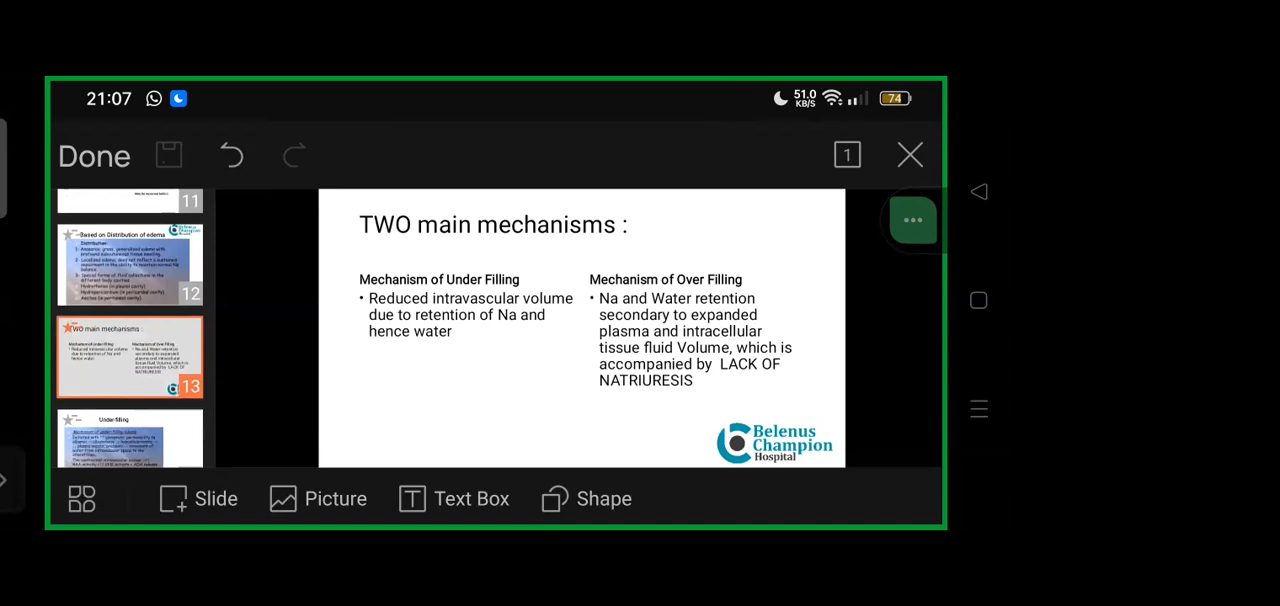 21:07
51.0
KB/S
74
Done
1
11
Based on Distribution of edema
12
TWO main mechanisms :
13
Under-filling
TWO main mechanisms :
Mechanism of Under Filling
• Reduced intravascular volume
due to retention of Na and
hence water
Mechanism of Over Filling
• Na and Water retention
secondary to expanded
plasma and intracellular
tissue fluid Volume, which is
accompanied by LACK OF
NATRIURESIS
Belenus
Champion
Hospital
Slide
Picture
Text Box
Shape